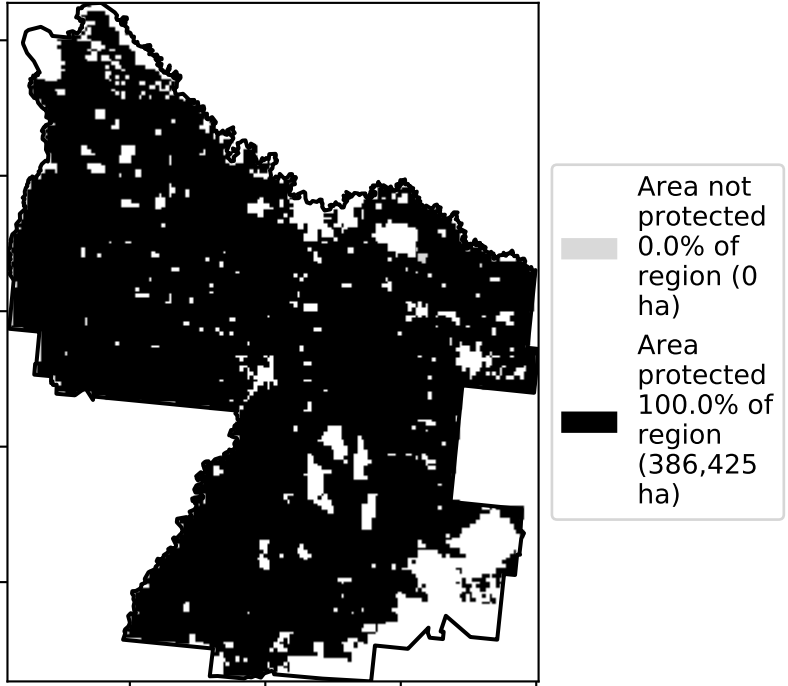 Area not
protected
0.0% of
region (0
ha)
Area
protected
100.0% of
region
(386,425
ha)